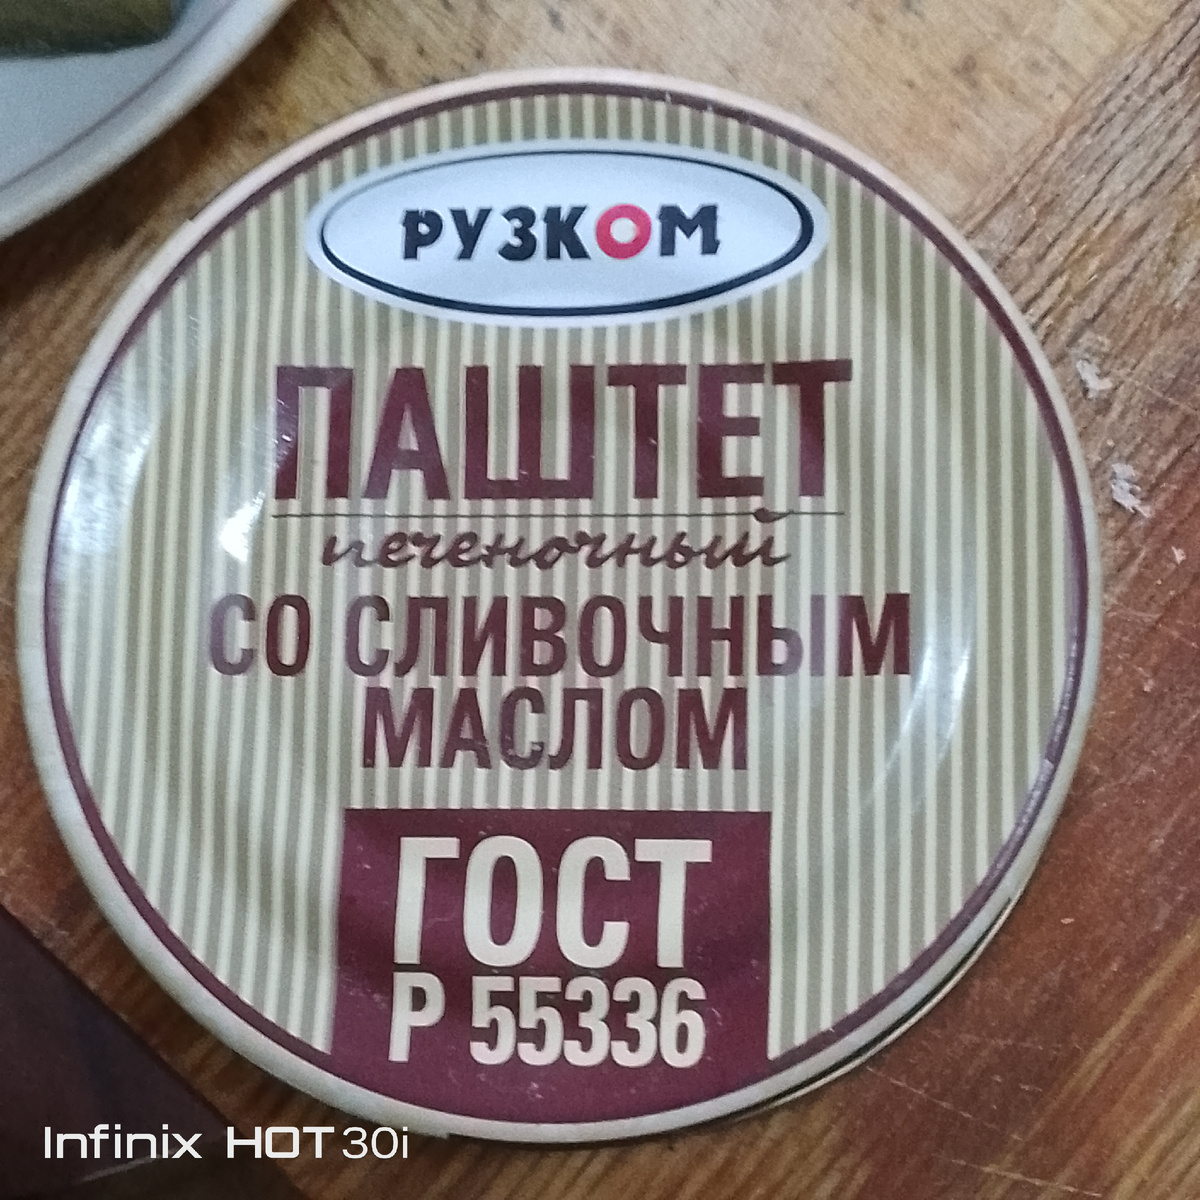 РУЗКОМ
ПАШТЕТ
печеночный
СО СЛИВОЧНЫМ
МАСЛОМ
ГОСТ
Р 55336
Infinix HOT 30i